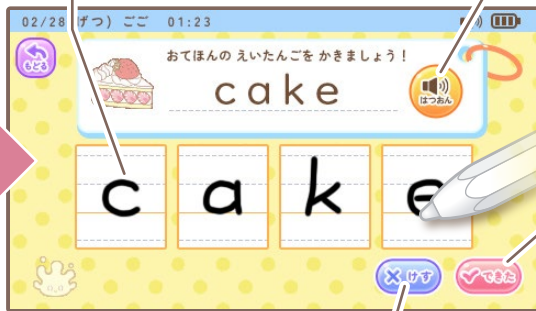 02/28(げつ) ごご 01:23
もどる
おてほんの えいたんごを かきましょう！
cake
はつおん
cake
けす
できた